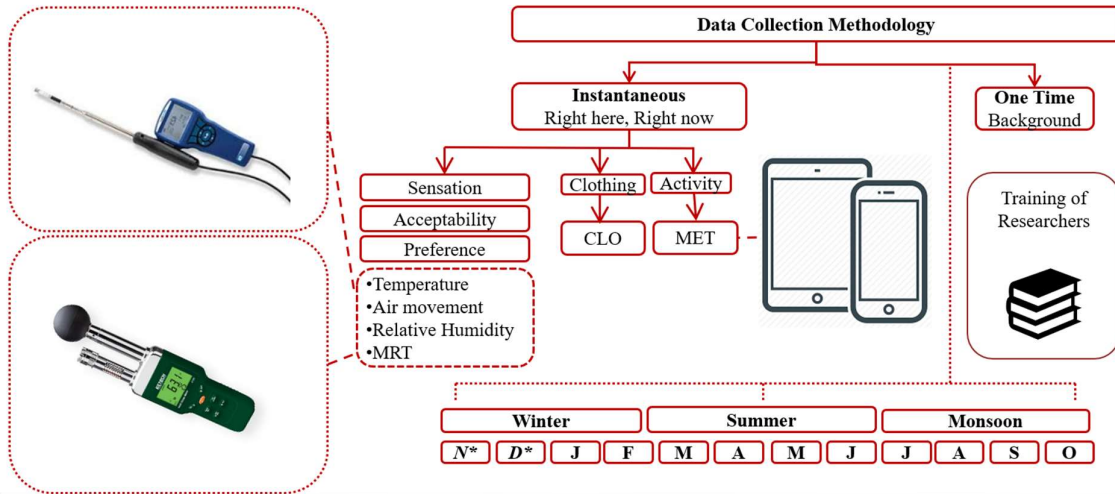 Data Collection Methodology
Instantaneous
Right here, Right now
One Time
Background
Sensation
Clothing
Activity
Acceptability
CLO
MET
Preference
•Temperature
•Air movement
•Relative Humidity
•MRT
Training of
Researchers
Winter
Summer
Monsoon
N* D* J F M A M J J A S O